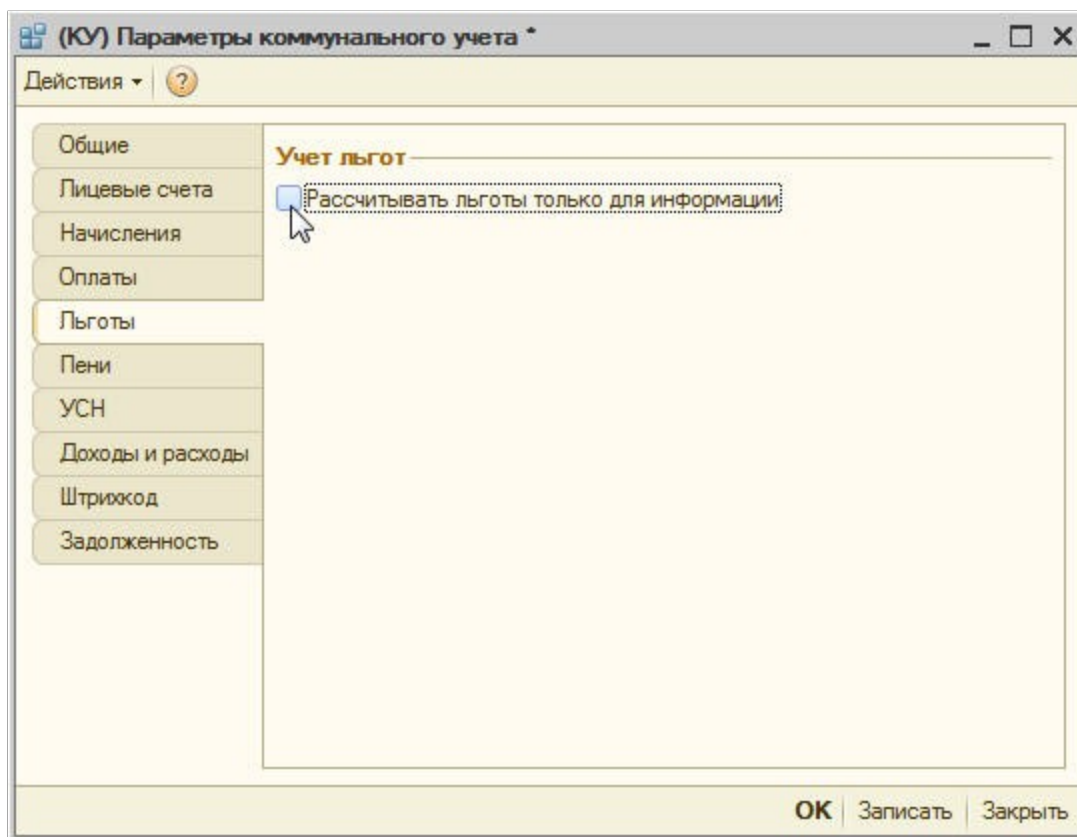 (КУ) Параметры коммунального учета *
Действия
?
Общие
Лицевые счета
Начисления
Оплаты
Льготы
Пени
УСН
Доходы и расходы
Штрихкод
Задолженность
Учет льгот
Рассчитывать льготы только для информации
OK Записать Закрыть